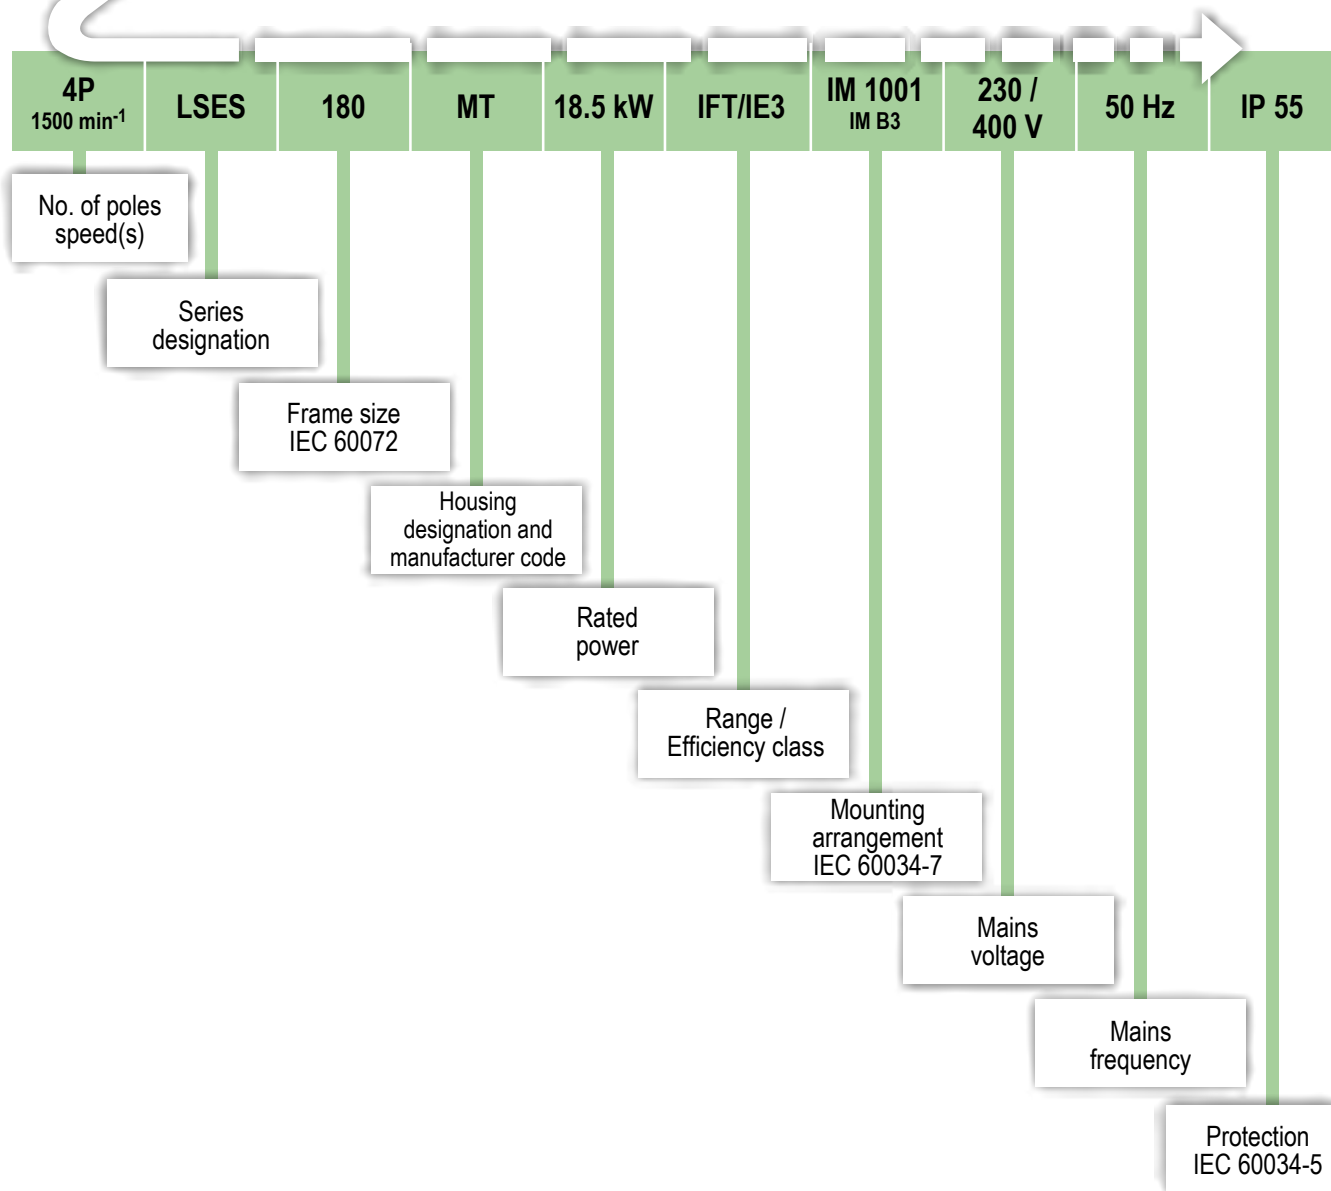 4P
1500 min⁻¹
LSES
180
MT
18.5 kW
IFT/IE3
IM 1001
IM B3
230 /
400 V
50 Hz
IP 55
No. of poles
speed(s)
Series
designation
Frame size
IEC 60072
Housing
designation and
manufacturer code
Rated
power
Range /
Efficiency class
Mounting
arrangement
IEC 60034-7
Mains
voltage
Mains
frequency
Protection
IEC 60034-5